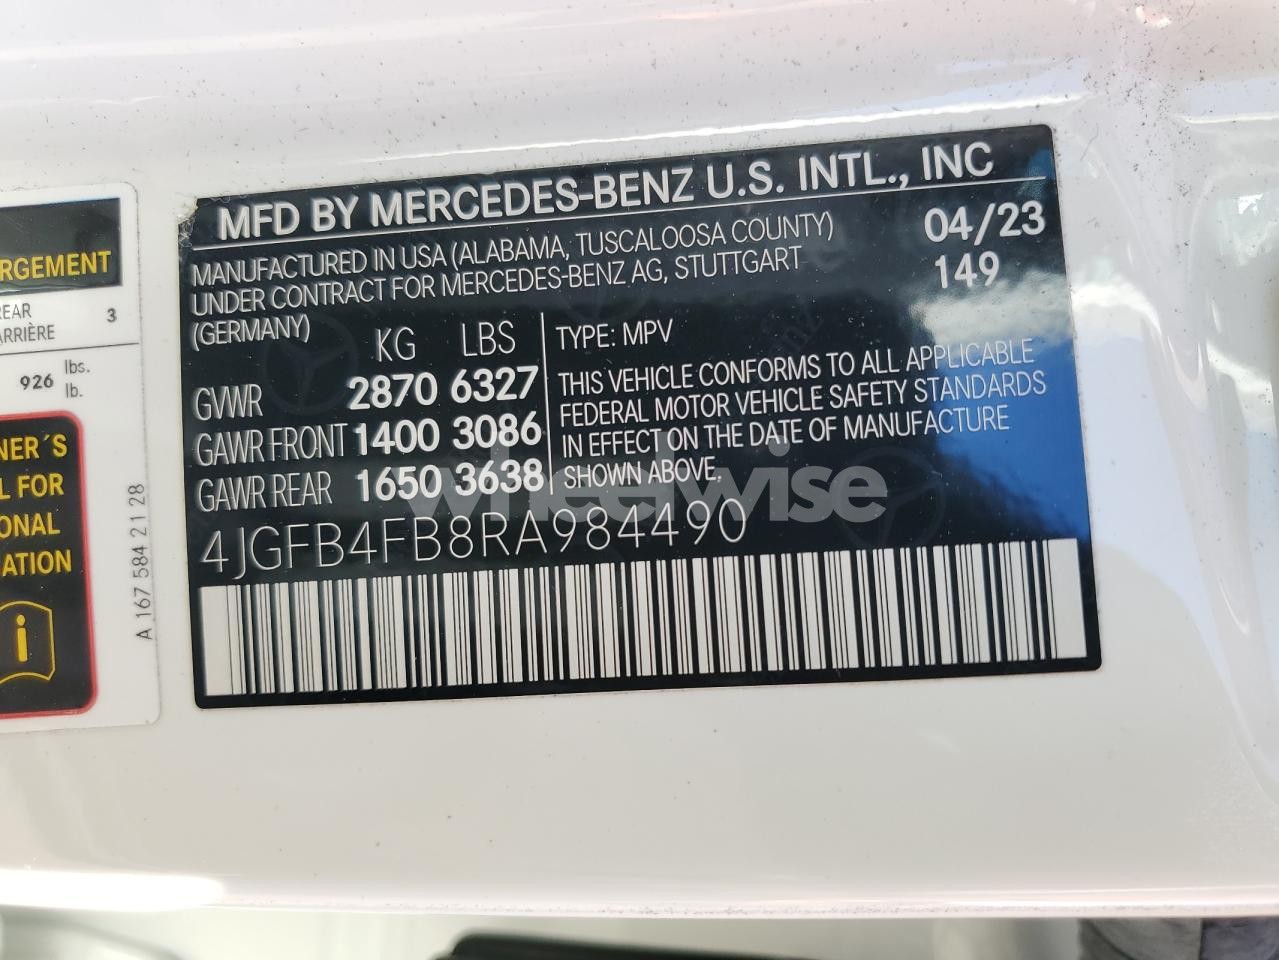 RGEMENT
REAR
ARRIÈRE 3
926 lbs.
lb.
NER´S
L FOR
ONAL
ATION
i
A 167 584 21 28
MFD BY MERCEDES-BENZ U.S. INTL., INC
MANUFACTURED IN USA (ALABAMA, TUSCALOOSA COUNTY) 04/23
UNDER CONTRACT FOR MERCEDES-BENZ AG, STUTTGART 149
(GERMANY)
KG LBS
GVWR 2870 6327
GAWR FRONT 1400 3086
GAWR REAR 1650 3638
TYPE: MPV
THIS VEHICLE CONFORMS TO ALL APPLICABLE
FEDERAL MOTOR VEHICLE SAFETY STANDARDS
IN EFFECT ON THE DATE OF MANUFACTURE
SHOWN ABOVE.
wheelwise
4JGFB4FB8RA984490